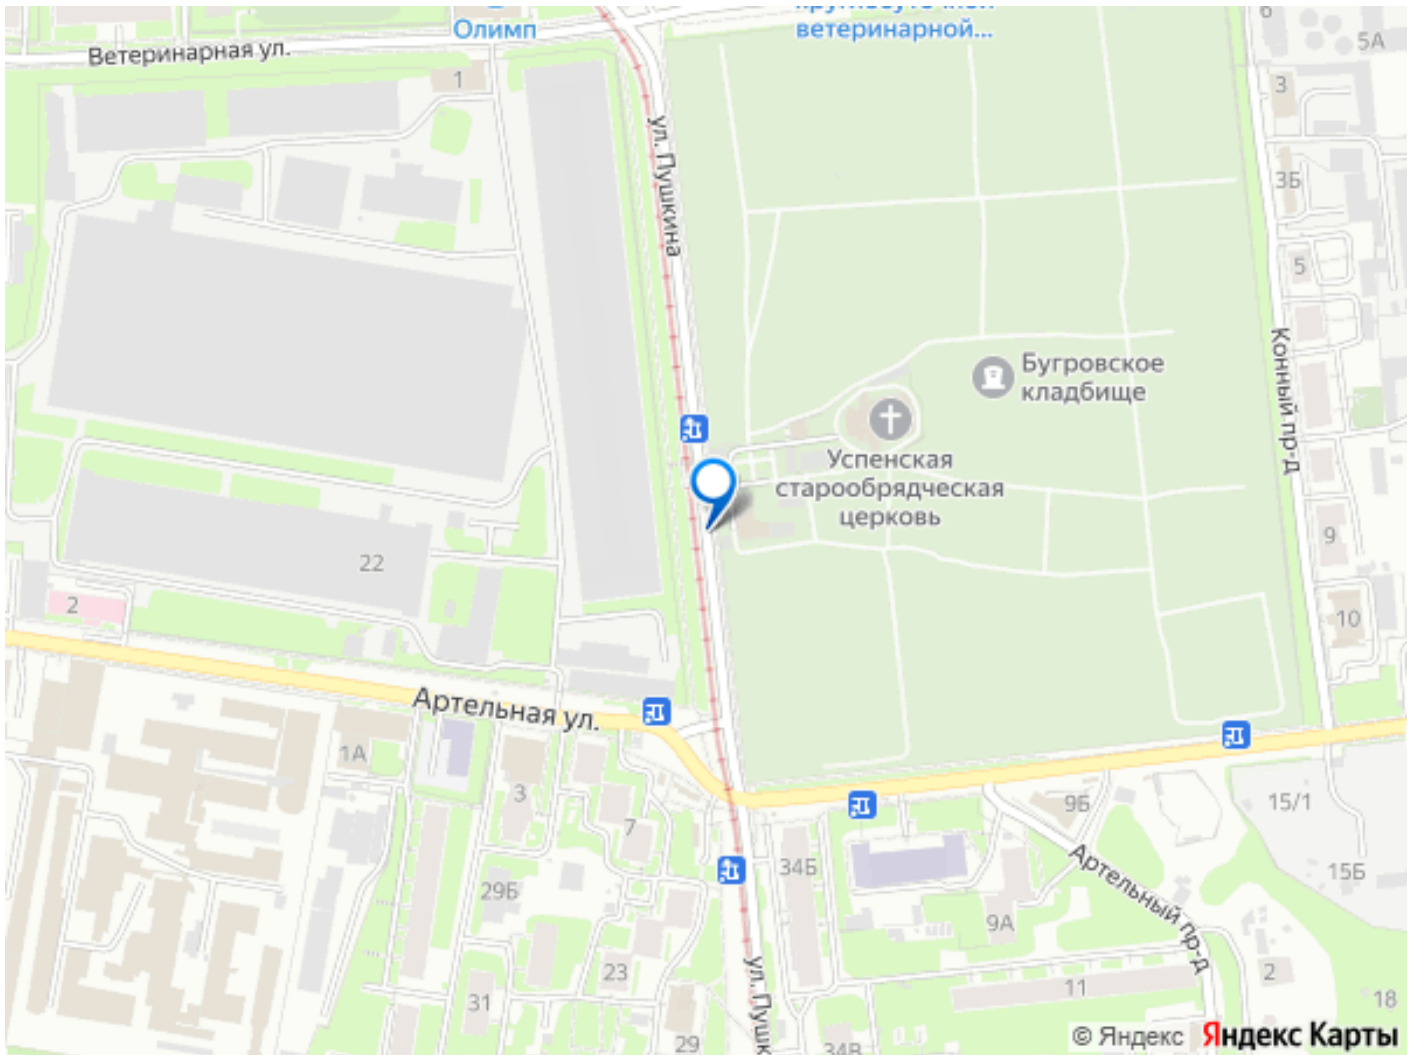 Олимп
круглосуточной
ветеринарной...
6
5А
Ветеринарная ул.
1
3
ул. Пушкина
3Б
5
Конный пр-д
Бугровское
кладбище
Успенская
старообрядческая
церковь
9
22
2
10
Артельная ул.
1А
3
7
9Б
15/1
34Б
15Б
29Б
Артельный пр-д
9А
23
ул. Пушк
2
11
31
18
29
34В
© Яндекс
Яндекс Карты